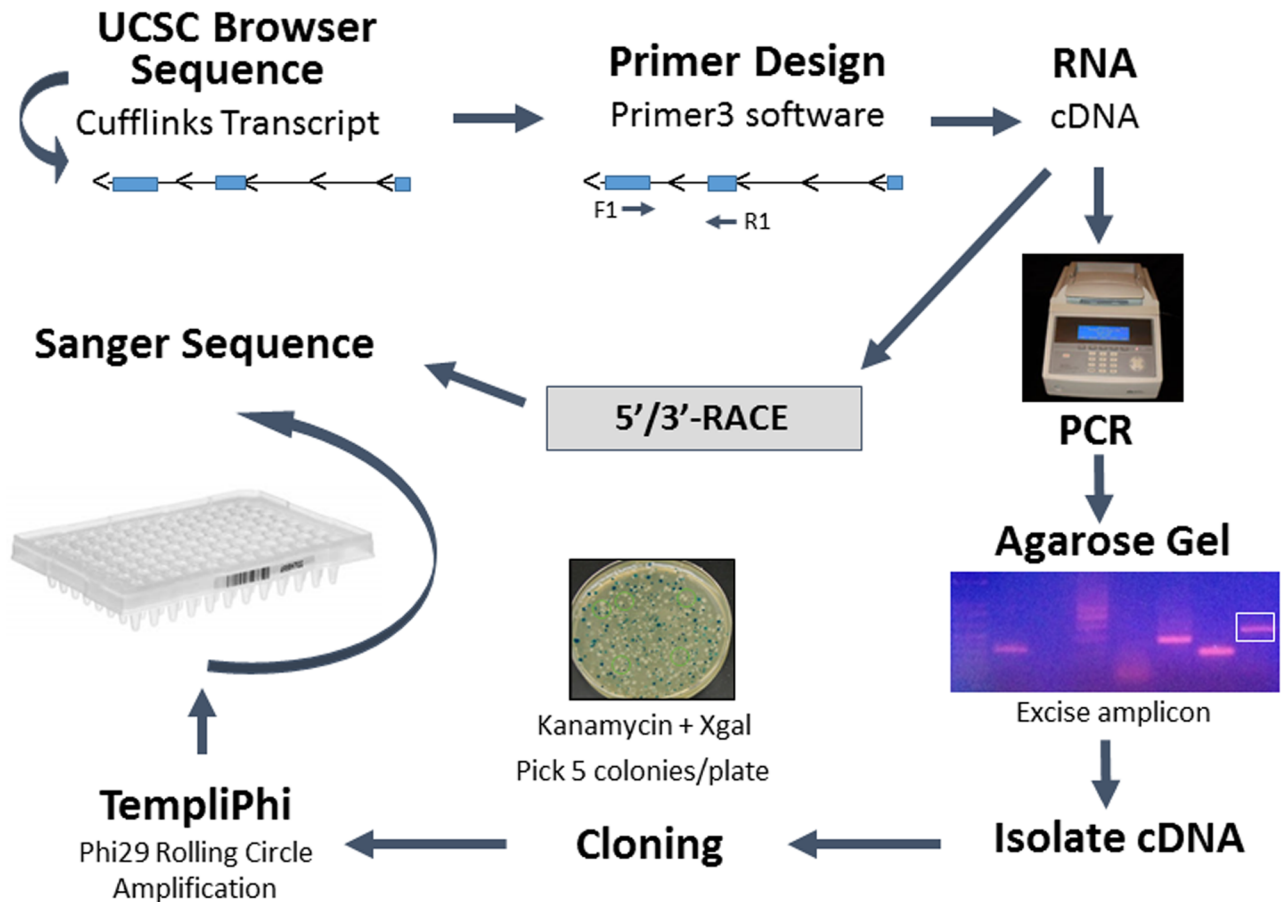 UCSC Browser
Sequence
Cufflinks Transcript
Primer Design
Primer3 software
F1
R1
RNA
cDNA
PCR
Agarose Gel
Excise amplicon
Isolate cDNA
Cloning
Kanamycin + Xgal
Pick 5 colonies/plate
TempliPhi
Phi29 Rolling Circle
Amplification
5’/3’-RACE
Sanger Sequence